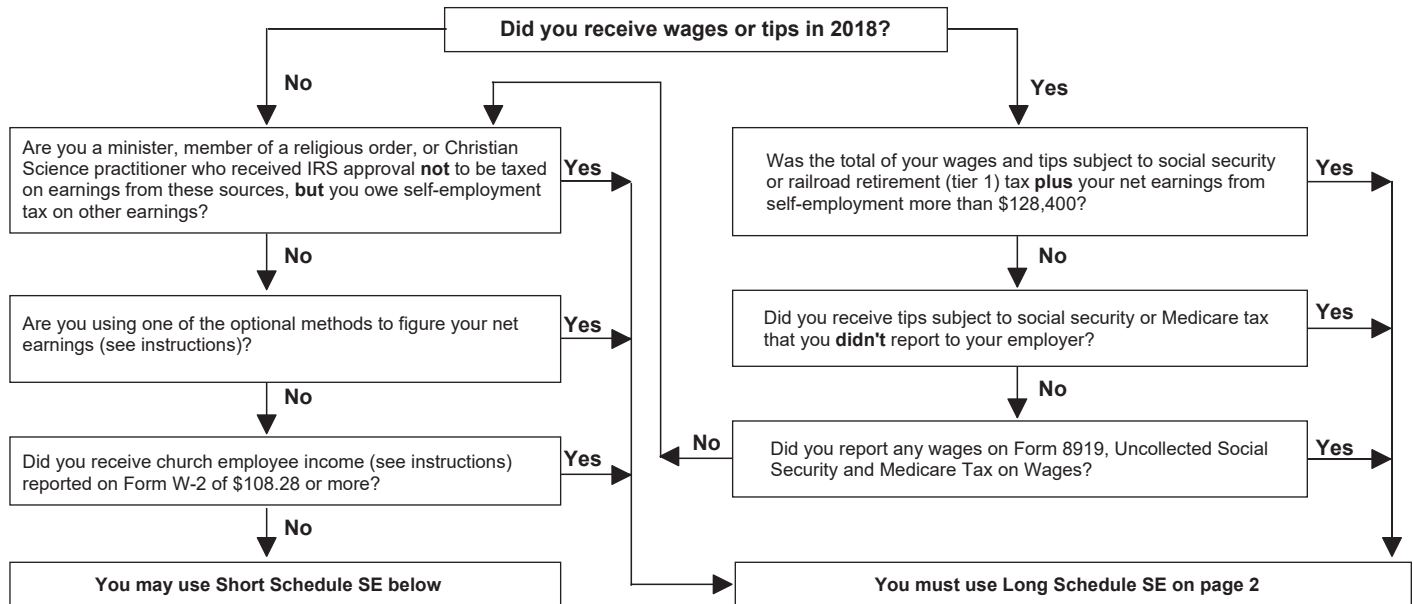 Did you receive wages or tips in 2018?
No
Yes
Are you a minister, member of a religious order, or Christian
Science practitioner who received IRS approval not to be taxed
on earnings from these sources, but you owe self-employment
tax on other earnings?
Yes
Was the total of your wages and tips subject to social security
or railroad retirement (tier 1) tax plus your net earnings from
self-employment more than $128,400?
Yes
No
No
Are you using one of the optional methods to figure your net
earnings (see instructions)?
Yes
Did you receive tips subject to social security or Medicare tax
that you didn't report to your employer?
Yes
No
No
Did you receive church employee income (see instructions)
reported on Form W-2 of $108.28 or more?
Yes
No
Did you report any wages on Form 8919, Uncollected Social
Security and Medicare Tax on Wages?
Yes
No
You may use Short Schedule SE below
You must use Long Schedule SE on page 2